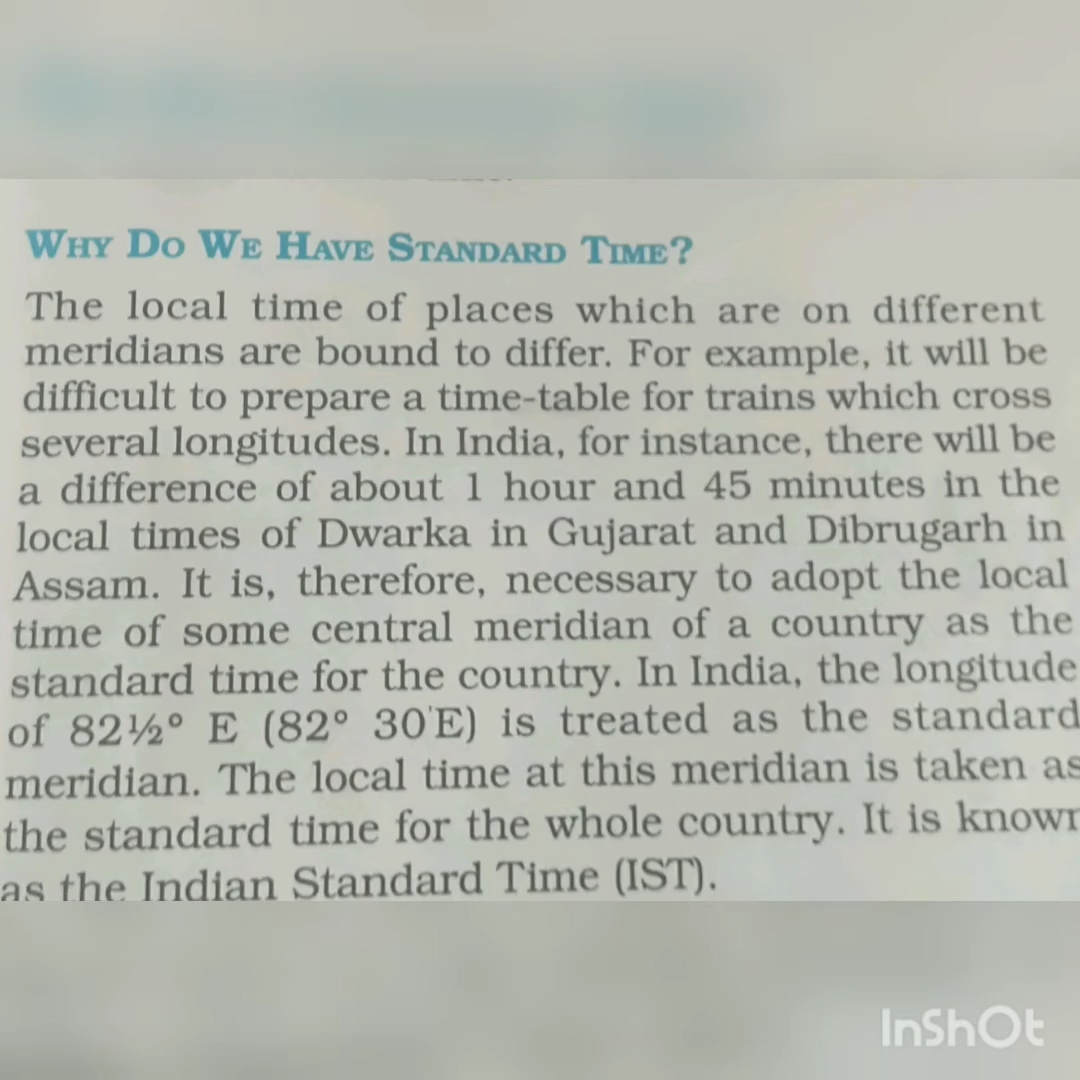 WHY DO WE HAVE STANDARD TIME?
The local time of places which are on different
meridians are bound to differ. For example, it will be
difficult to prepare a time-table for trains which cross
several longitudes. In India, for instance, there will be
a difference of about 1 hour and 45 minutes in the
local times of Dwarka in Gujarat and Dibrugarh in
Assam. It is, therefore, necessary to adopt the local
time of some central meridian of a country as the
standard time for the country. In India, the longitude
of 82½° E (82° 30'E) is treated as the standard
meridian. The local time at this meridian is taken as
the standard time for the whole country. It is known
as the Indian Standard Time (IST).
InShOt